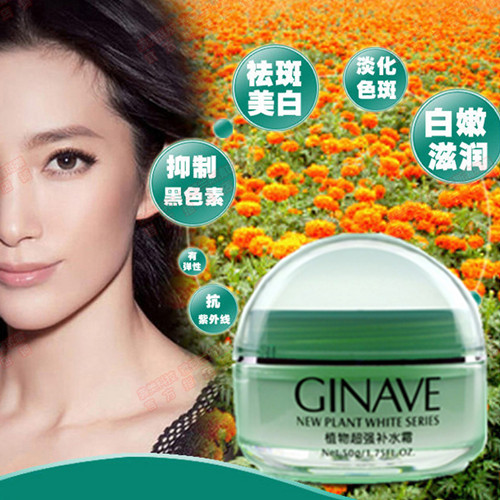 祛斑
美白
淡化
色斑
白嫩
滋润
抑制
黑色素
有
弹性
抗
紫外线
GINAVE
NEW PLANT WHITE SERIES
植物超强补水霜
Net.50g/1.75FL.OZ.